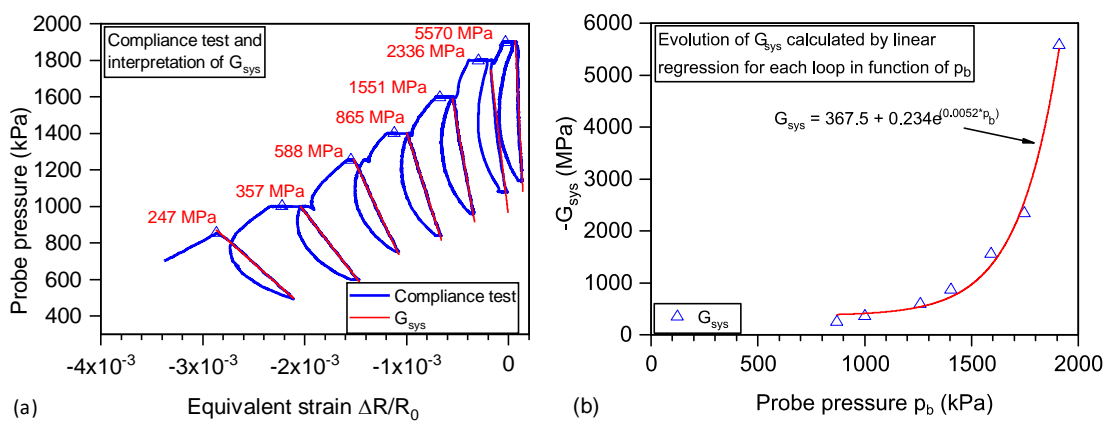 2000
1800
1600
1400
1200
1000
800
600
400
Probe pressure (kPa)
Compliance test and
interpretation of Gsys
5570 MPa
2336 MPa
1551 MPa
865 MPa
588 MPa
357 MPa
247 MPa
Compliance test
Gsys
-4x10-3
-3x10-3
-2x10-3
-1x10-3
0
Equivalent strain ΔR/R0
(a)
6000
5000
4000
3000
2000
1000
0
-Gsys (MPa)
Evolution of Gsys calculated by linear
regression for each loop in function of pb
Gsys = 367.5 + 0.234e(0.0052*pb)
Gsys
0
500
1000
1500
2000
Probe pressure pb (kPa)
(b)